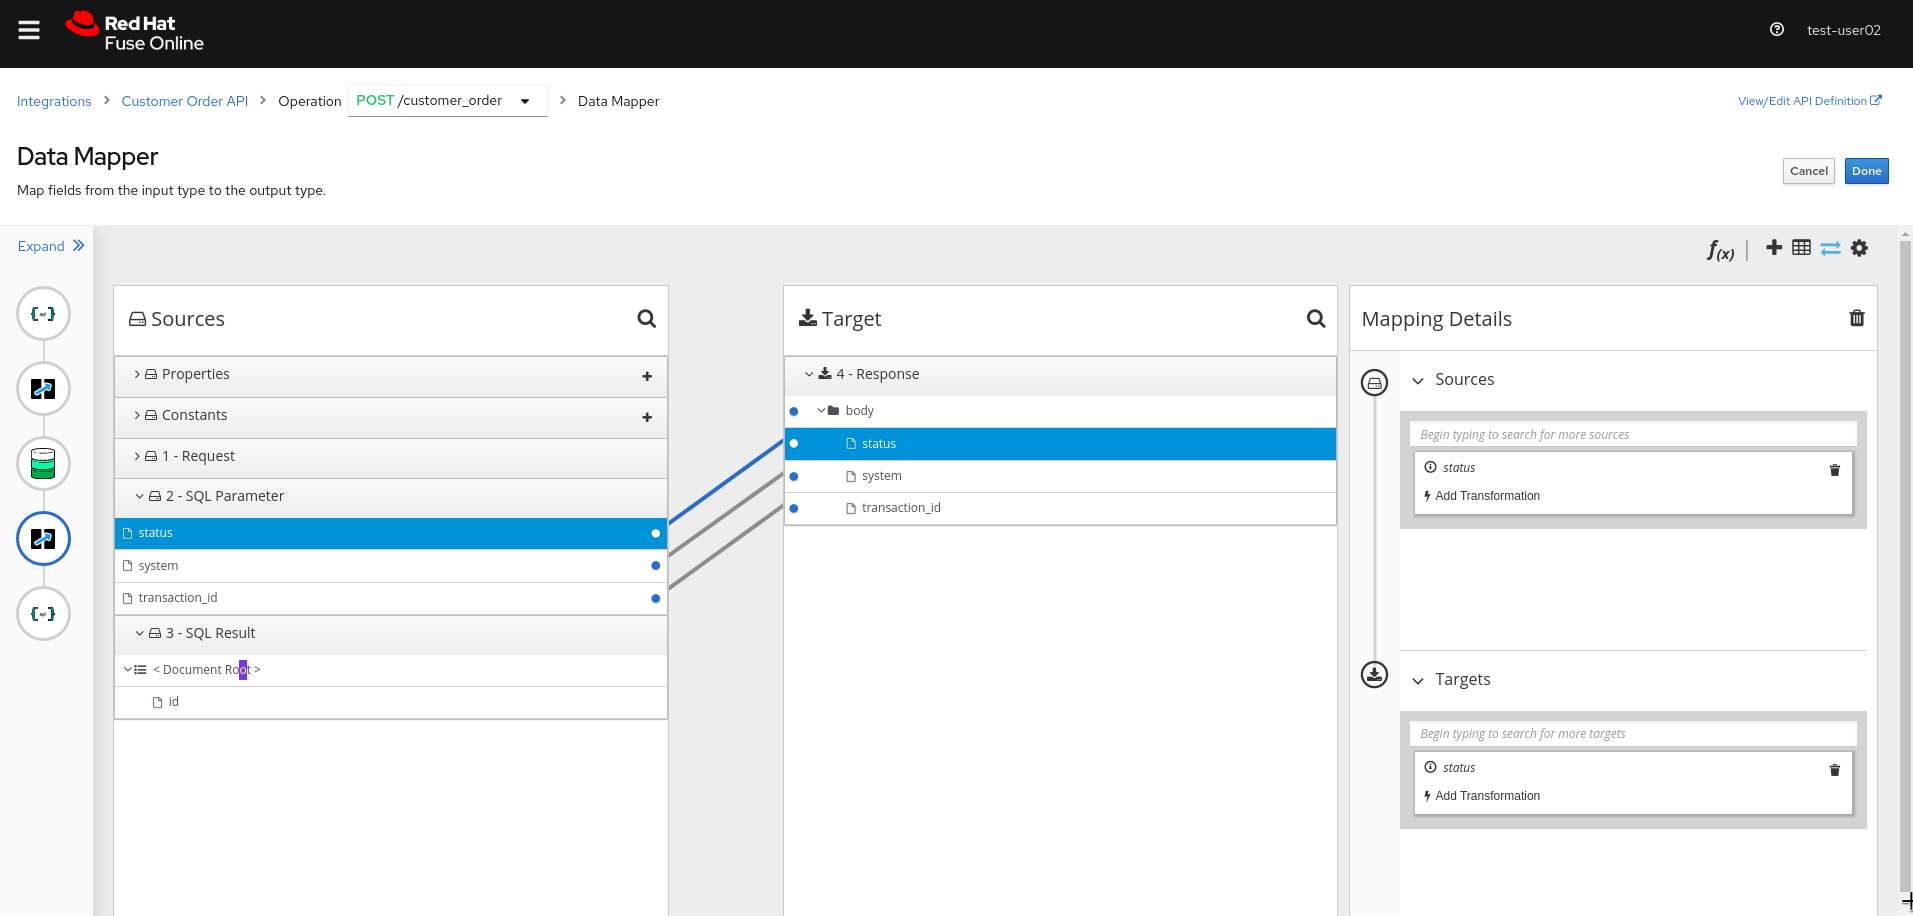 Red Hat
Fuse Online
test-user02
Integrations > Customer Order API > Operation POST /customer_order > Data Mapper
View/Edit API Definition
Data Mapper
Map fields from the input type to the output type.
Cancel
Done
Expand
f(x)
Sources
Properties
Constants
1 - Request
2 - SQL Parameter
status
system
transaction_id
3 - SQL Result
< Document Root >
id
Target
4 - Response
body
status
system
transaction_id
Mapping Details
Sources
Begin typing to search for more sources
status
Add Transformation
Targets
Begin typing to search for more targets
status
Add Transformation